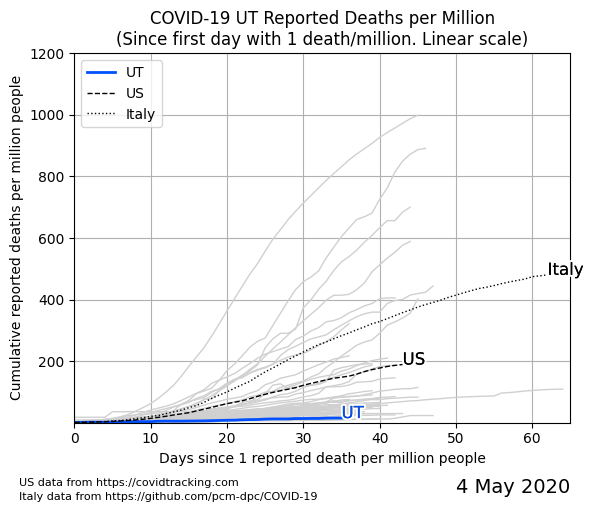 COVID-19 UT Reported Deaths per Million
(Since first day with 1 death/million. Linear scale)
1200
1000
800
600
400
200
Cumulative reported deaths per million people
UT
US
Italy
Italy
US
UT
0
10
20
30
40
50
60
Days since 1 reported death per million people
US data from https://covidtracking.com
Italy data from https://github.com/pcm-dpc/COVID-19
4 May 2020